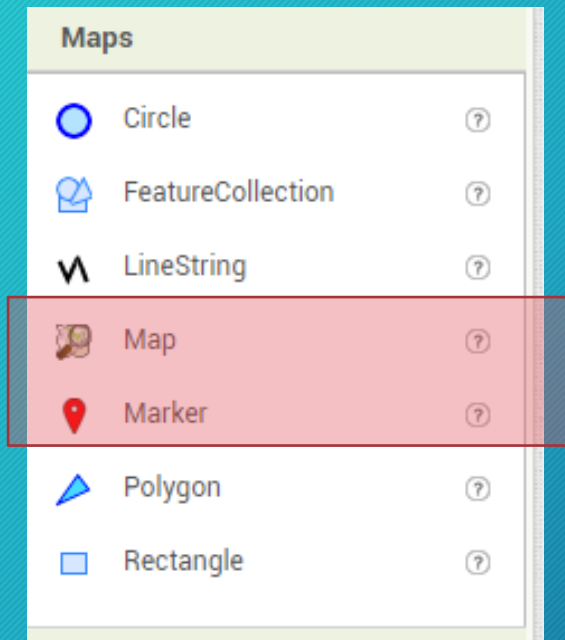 Maps
Circle ?
FeatureCollection ?
LineString ?
Map ?
Marker ?
Polygon ?
Rectangle ?